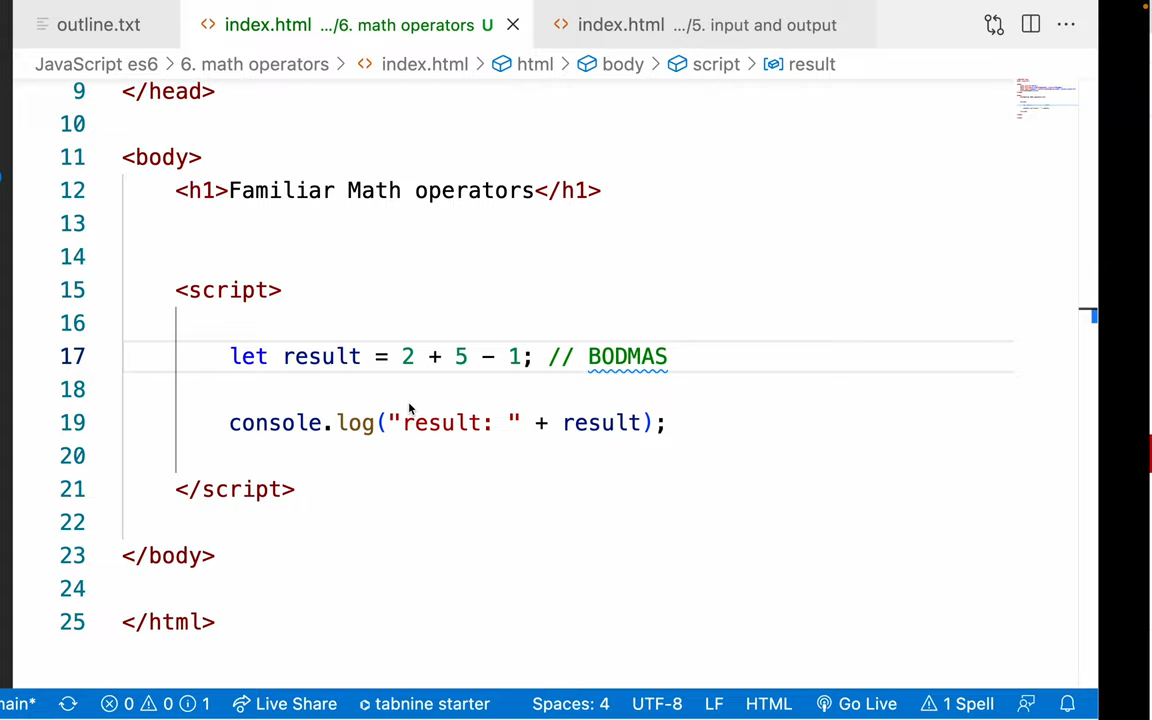 outline.txt index.html .../6. math operators U index.html .../5. input and output
JavaScript es6 > 6. math operators > index.html > html > body > script > result
9 </head>
10
11 <body>
12 <h1>Familiar Math operators</h1>
13
14
15 <script>
16
17 let result = 2 + 5 - 1; // BODMAS
18
19 console.log("result: " + result);
20
21 </script>
22
23 </body>
24
25 </html>
main* 0 0 1 Live Share tabnine starter Spaces: 4 UTF-8 LF HTML Go Live 1 Spell